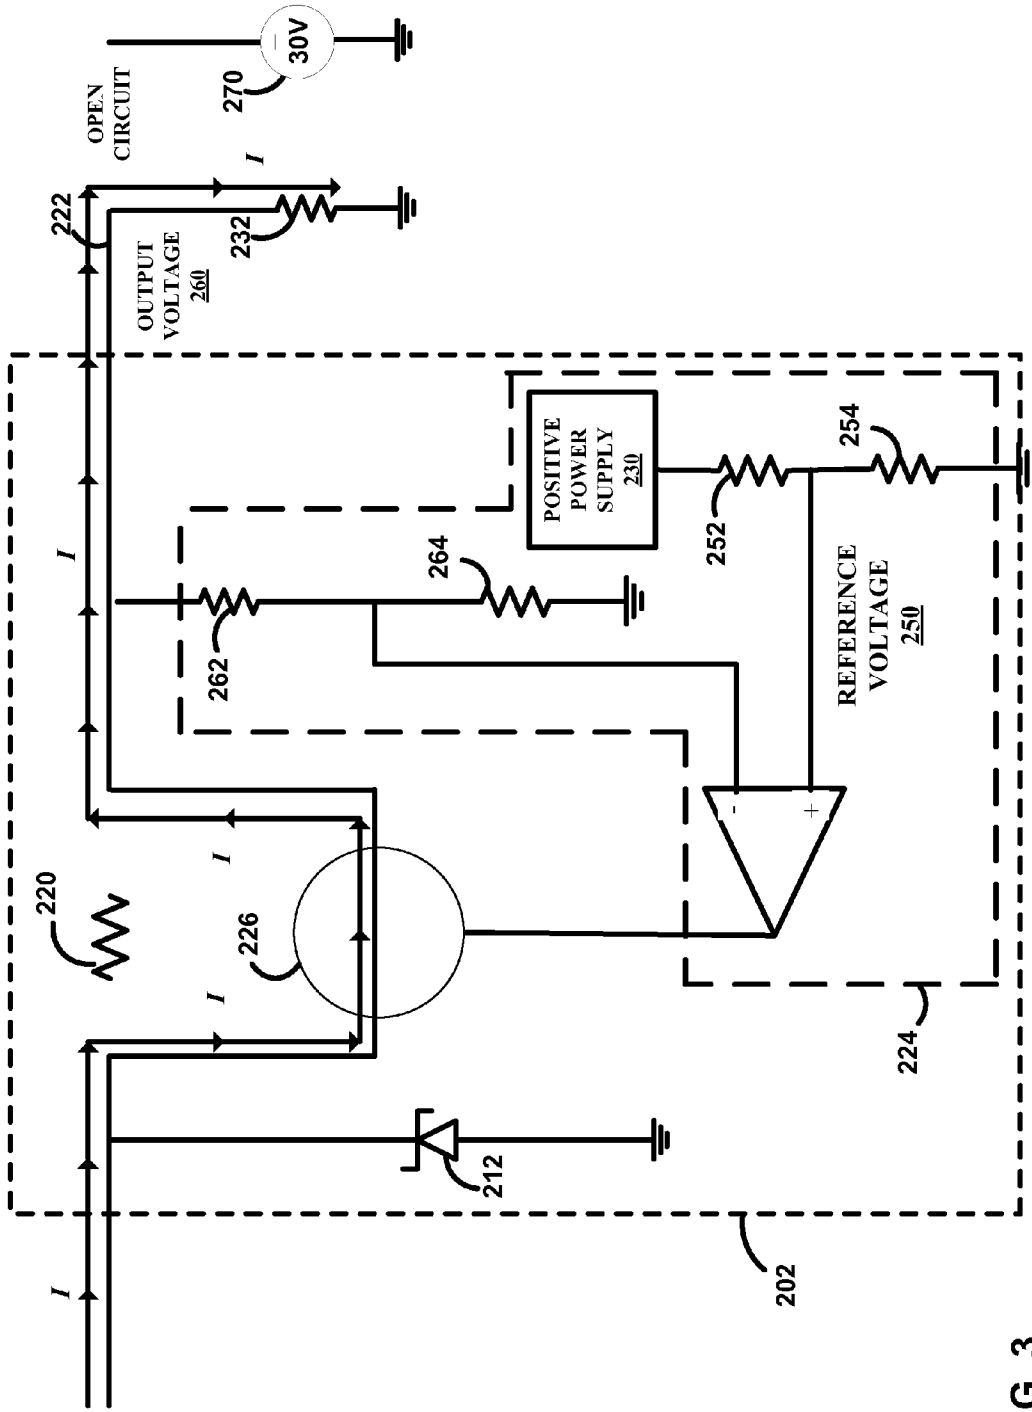 OPEN
CIRCUIT
30V
270
I
222
232
OUTPUT
VOLTAGE
260
I
POSITIVE
POWER
SUPPLY
230
252
254
262
264
REFERENCE
VOLTAGE
250
-
+
220
226
I
I
224
212
202
I
G. 3